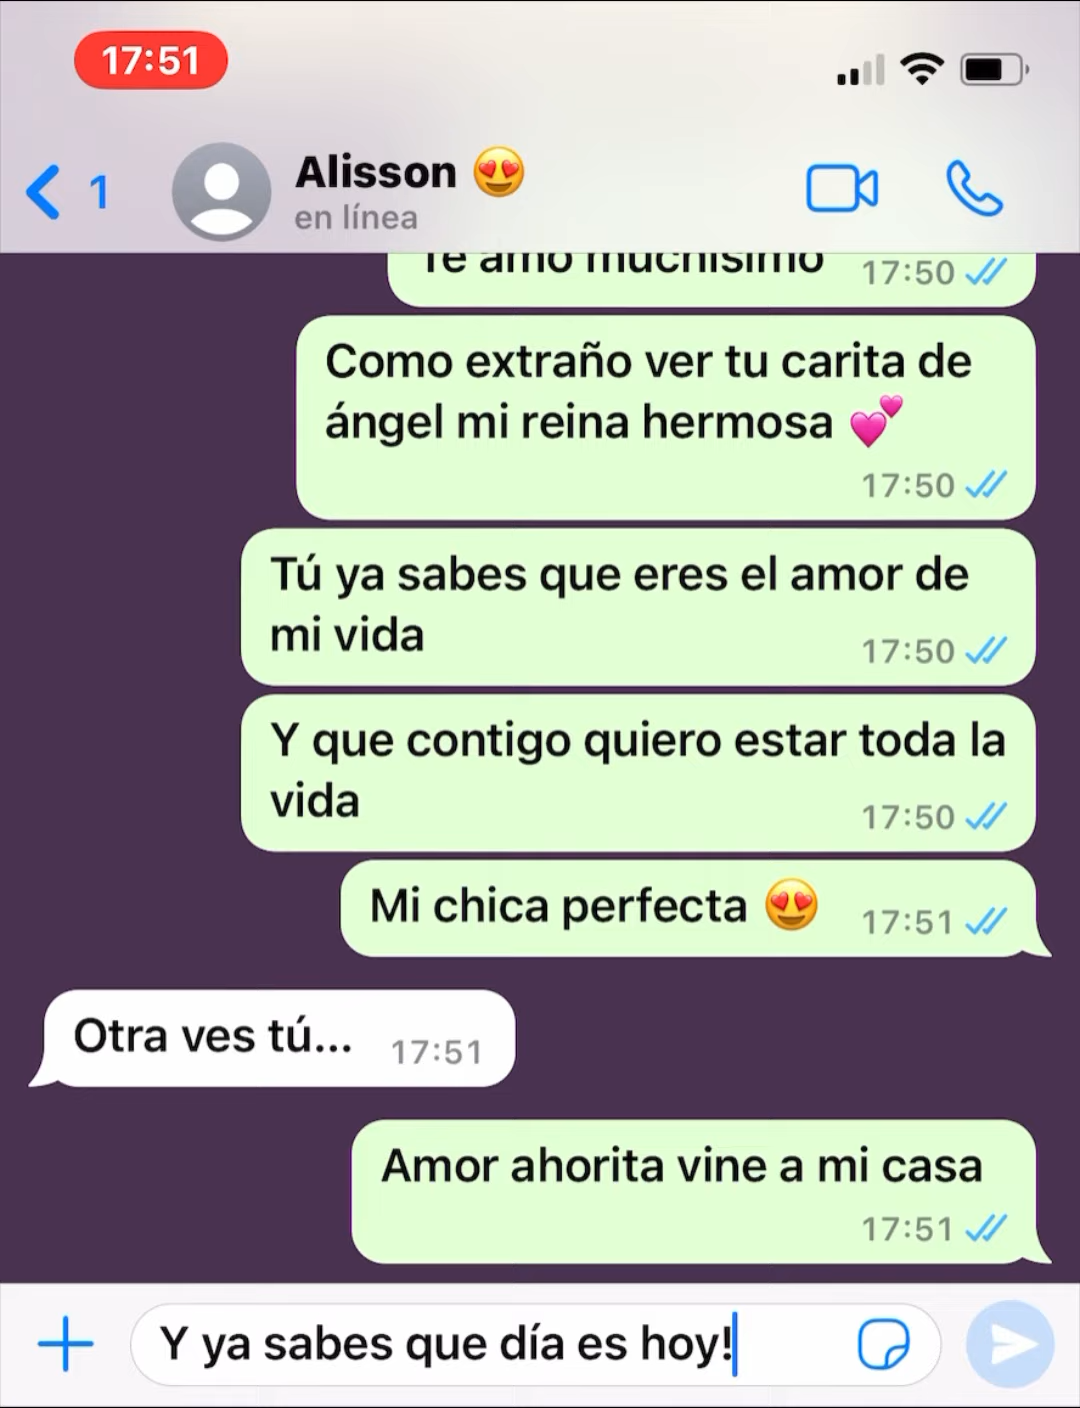 17:51
1
Alisson 😍
en línea
Te amo muchísimo 17:50
Como extraño ver tu carita de
ángel mi reina hermosa 💕
17:50
Tú ya sabes que eres el amor de
mi vida 17:50
Y que contigo quiero estar toda la
vida 17:50
Mi chica perfecta 😍 17:51
Otra ves tú... 17:51
Amor ahorita vine a mi casa
17:51
Y ya sabes que día es hoy!